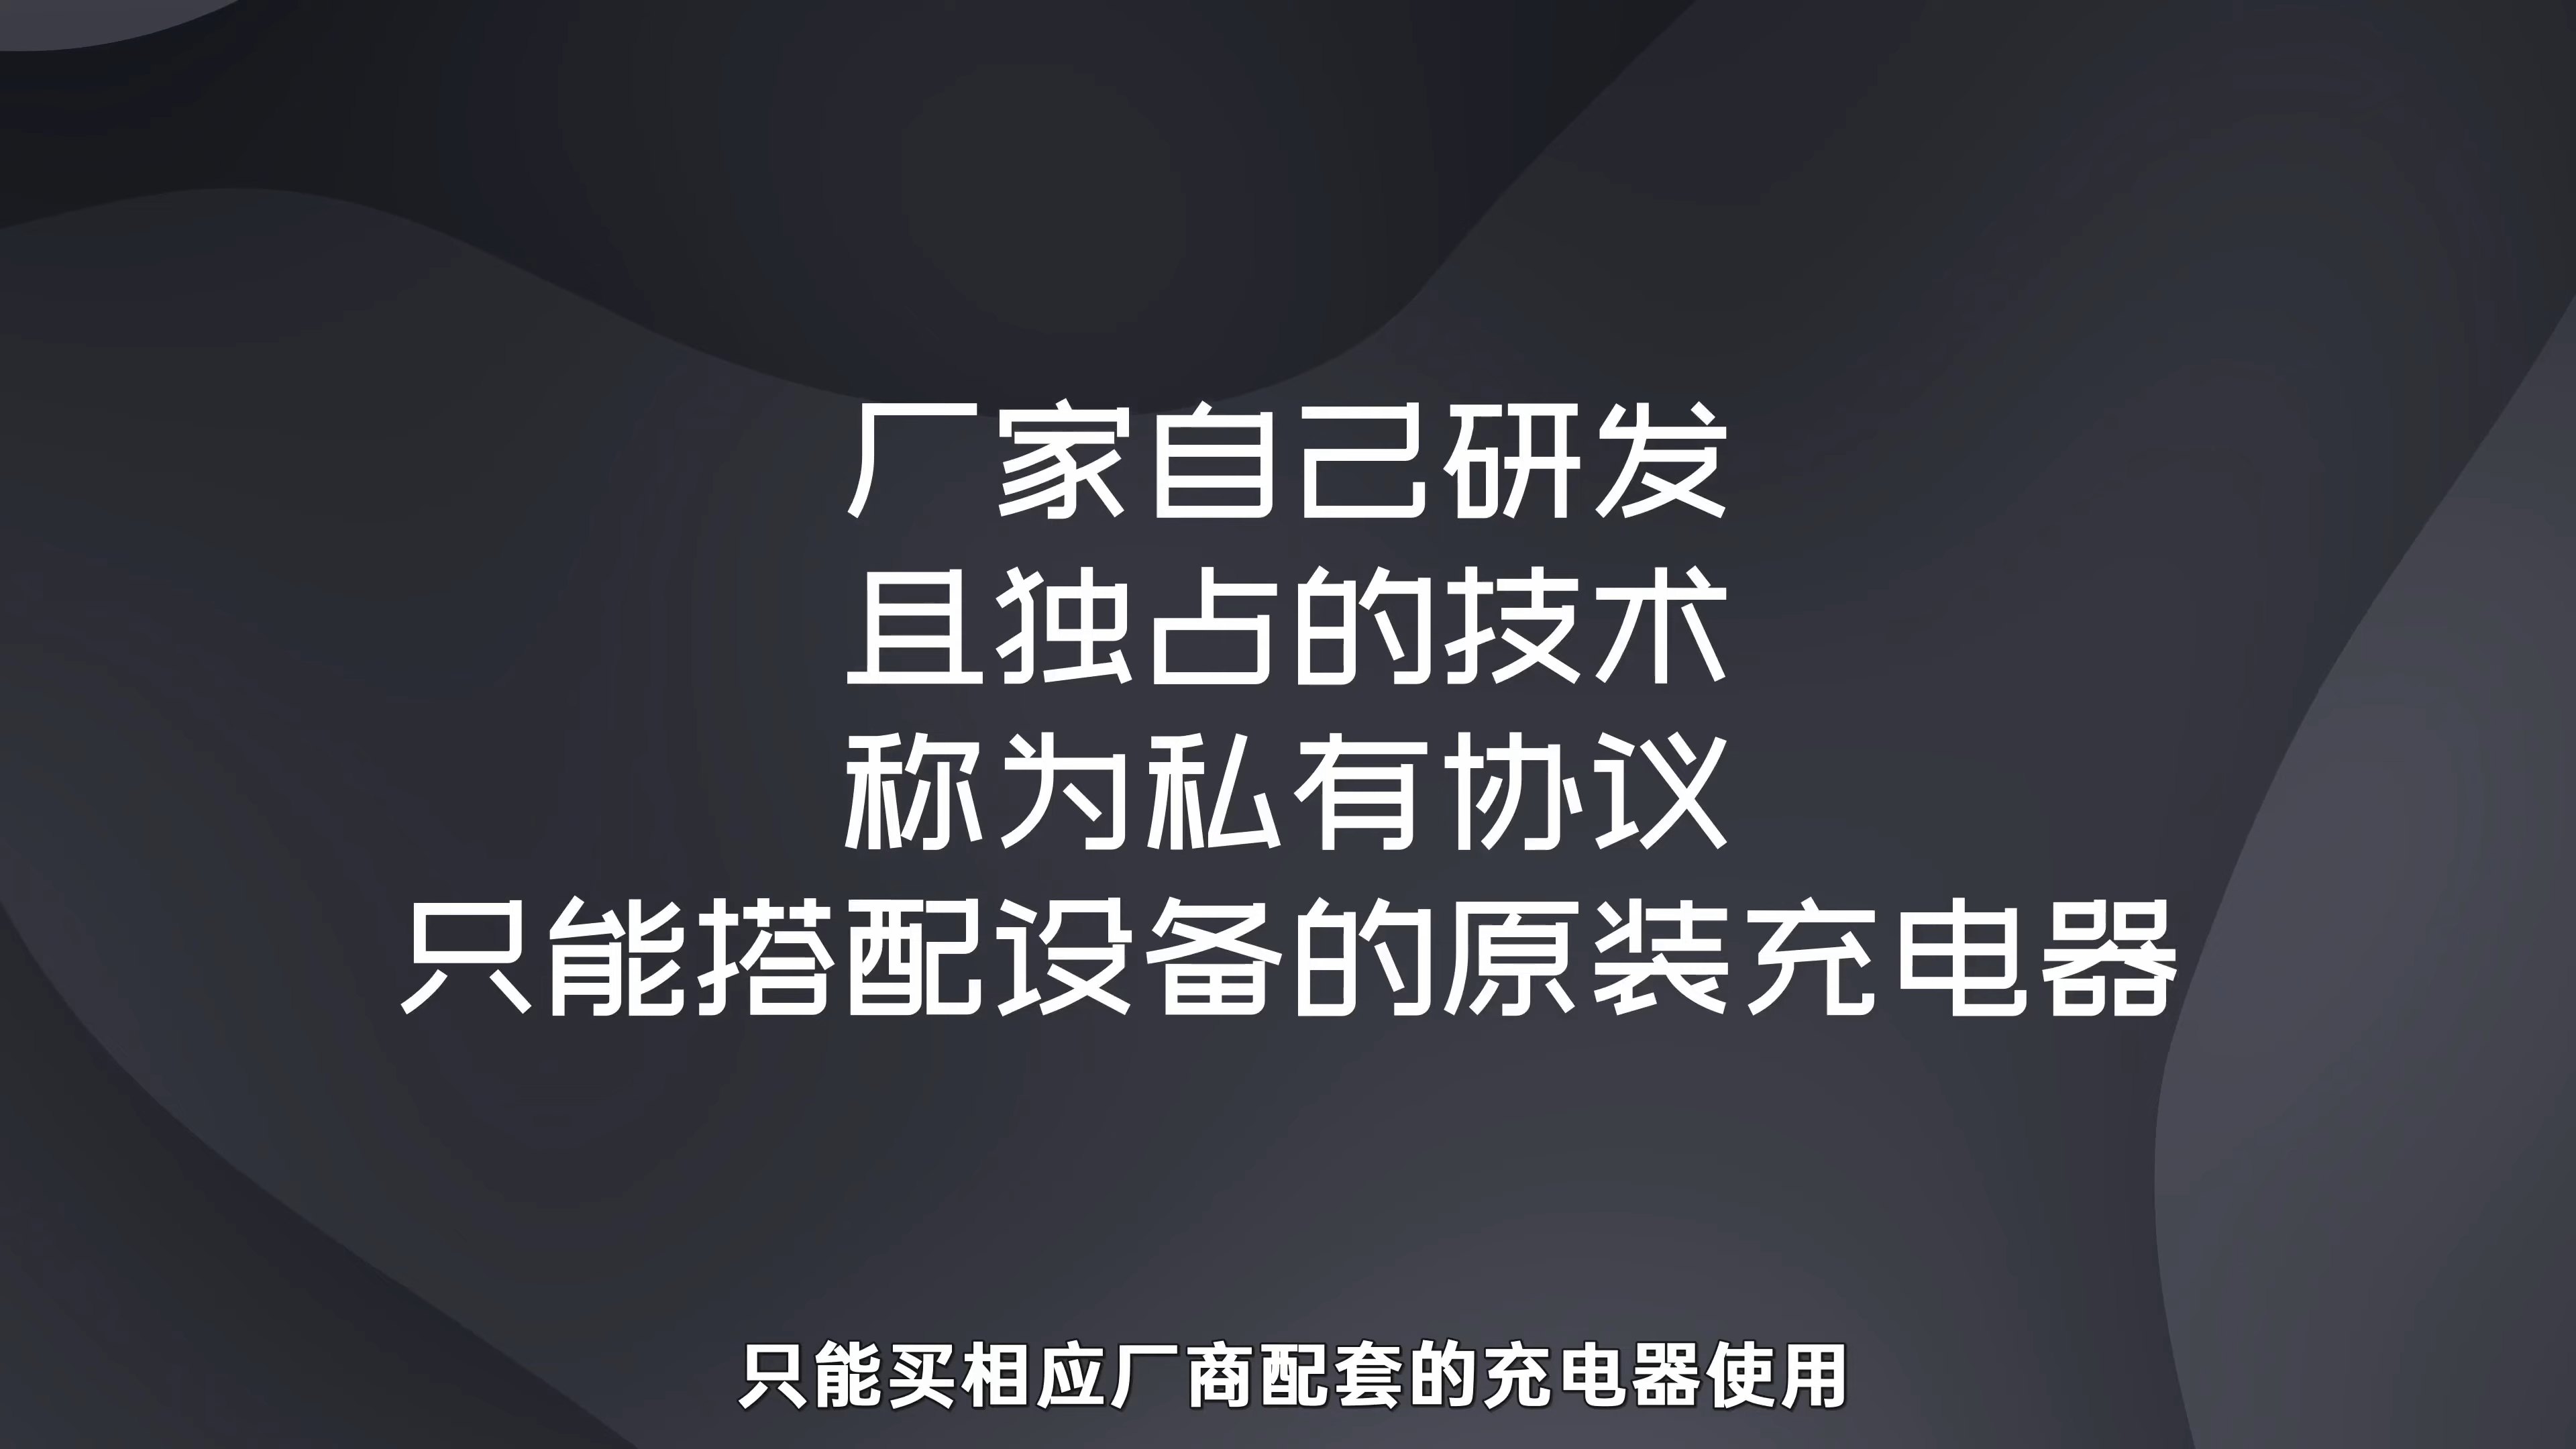 厂家自己研发
且独占的技术
称为私有协议
只能搭配设备的原装充电器
只能买相应厂商配套的充电器使用